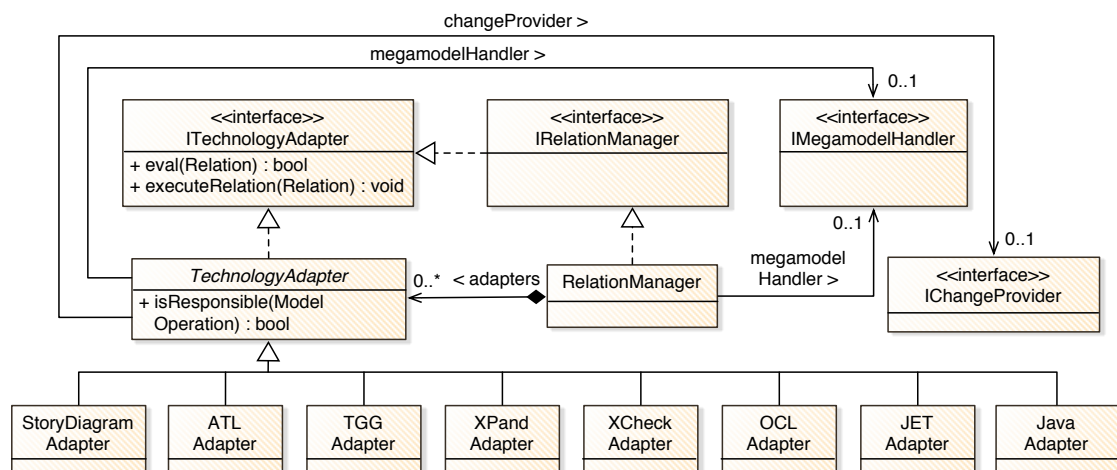 changeProvider >
megamodelHandler >
0..1
<<interface>>
ITechnologyAdapter
+ eval(Relation) : bool
+ executeRelation(Relation) : void
<<interface>>
IRelationManager
<<interface>>
IMegamodelHandler
0..1
0..1
TechnologyAdapter
+ isResponsible(Model
Operation) : bool
0..*
< adapters
RelationManager
megamodel
Handler >
<<interface>>
IChangeProvider
StoryDiagram
Adapter
ATL
Adapter
TGG
Adapter
XPand
Adapter
XCheck
Adapter
OCL
Adapter
JET
Adapter
Java
Adapter